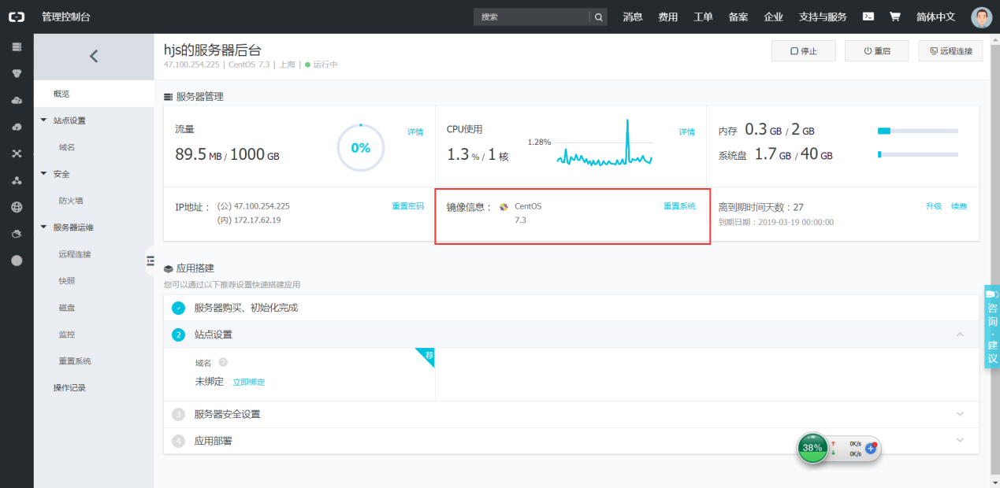 管理控制台
搜索
消息 费用 工单 备案 企业 支持与服务 简体中文
hjs的服务器后台
47.100.254.225 | CentOS 7.3 | 上海 | 运行中
停止 重启 远程连接
概览
站点设置
域名
安全
防火墙
服务器运维
远程连接
快照
磁盘
监控
重置系统
操作记录
服务器管理
流量
89.5 MB / 1000 GB
0%
详情
CPU使用
1.3 % / 1 核
1.28%
详情
内存 0.3 GB / 2 GB
系统盘 1.7 GB / 40 GB
IP地址： (公) 47.100.254.225
(内) 172.17.62.19
重置密码
镜像信息： CentOS
7.3
重置系统
离到期时间天数：27
到期日期：2019-03-19 00:00:00
升级 续费
应用搭建
您可以通过以下推荐设置快速搭建应用
服务器购买、初始化完成
2 站点设置
域名 ?
未绑定 立即绑定
荐
3 服务器安全设置
4 应用部署
38%
0K/s
0K/s
咨询·建议